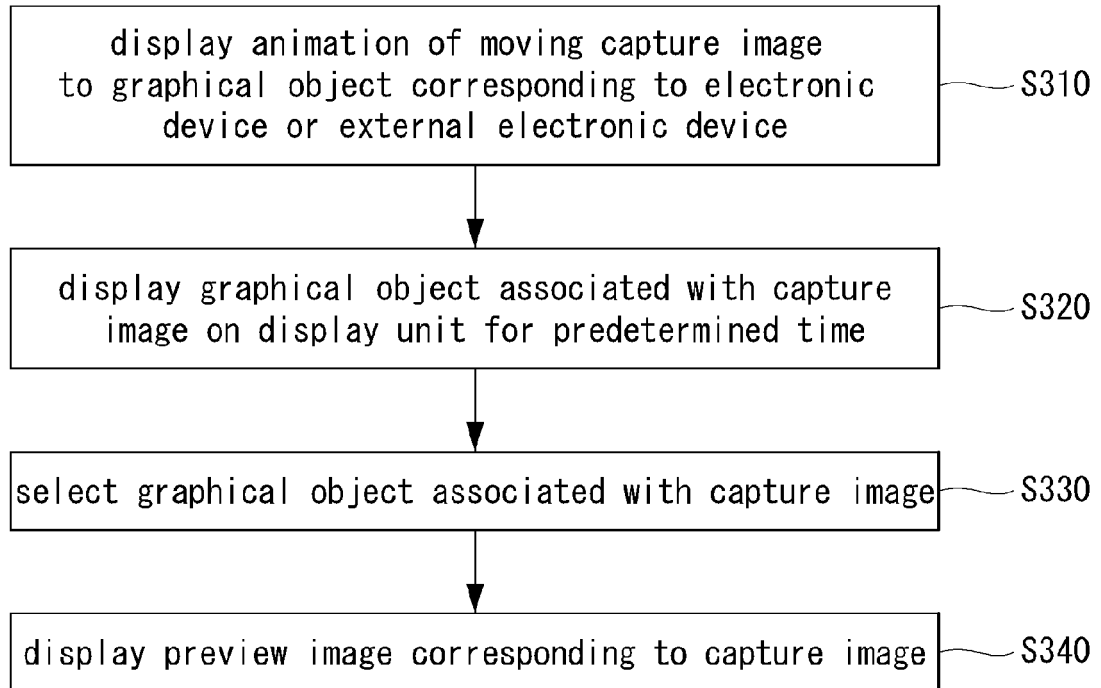 display animation of moving capture image
to graphical object corresponding to electronic
device or external electronic device
S310
display graphical object associated with capture
image on display unit for predetermined time
S320
select graphical object associated with capture image
S330
display preview image corresponding to capture image
S340